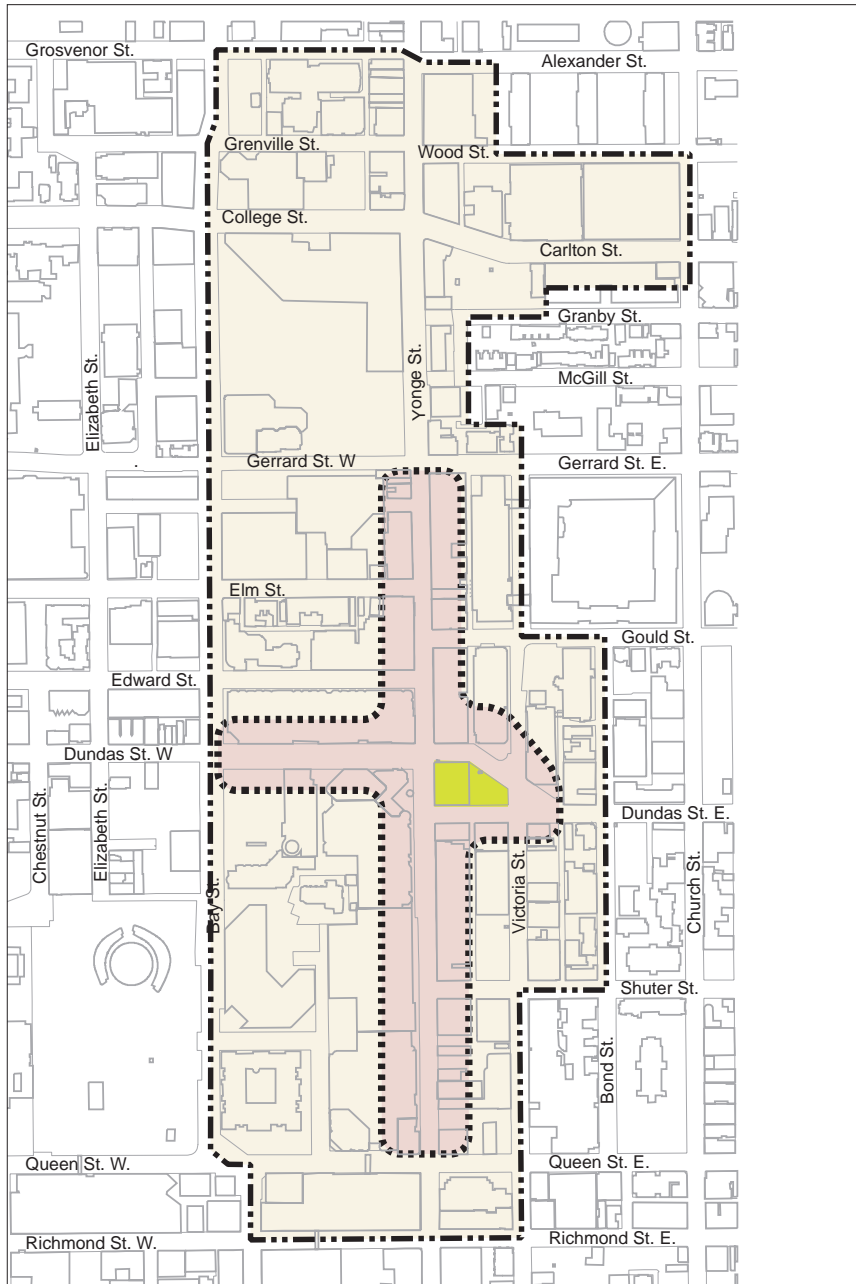 Grosvenor St.
Alexander St.
Grenville St.
Wood St.
College St.
Carlton St.
Granby St.
Yonge St.
Elizabeth St.
McGill St.
Gerrard St. W
Gerrard St. E.
Elm St.
Gould St.
Edward St.
Dundas St. W
Chestnut St.
Elizabeth St.
Bay St.
Dundas St. E.
Victoria St.
Church St.
Shuter St.
Bond St.
Queen St. W.
Queen St. E.
Richmond St. W.
Richmond St. E.